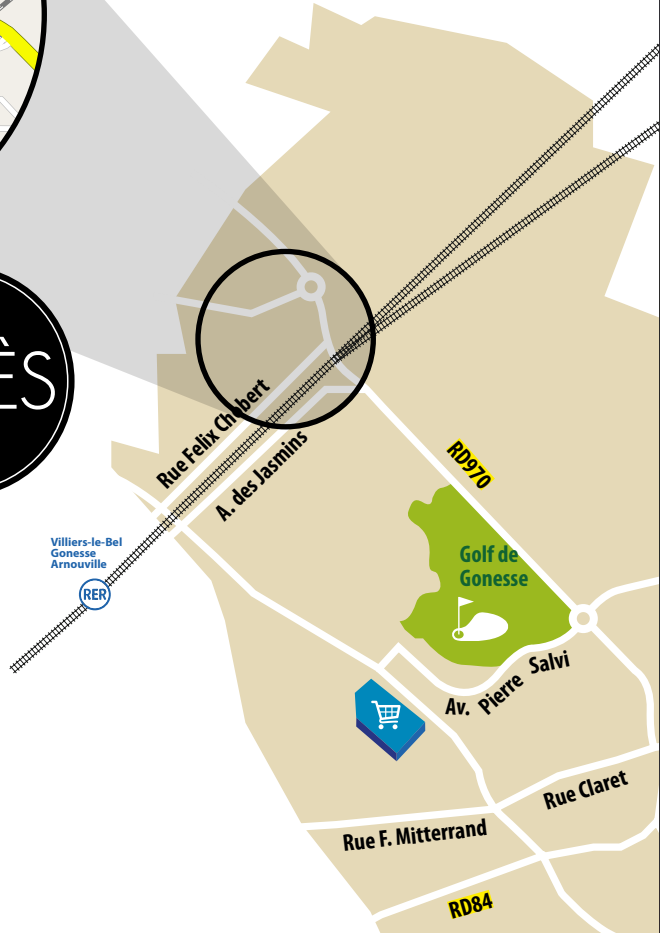 ÈS
Rue Felix Chobert
A. des Jasmins
RD970
Villiers-le-Bel
Gonesse
Arnouville
RER
Golf de
Gonesse
Av. Pierre Salvi
Rue Claret
Rue F. Mitterrand
RD84